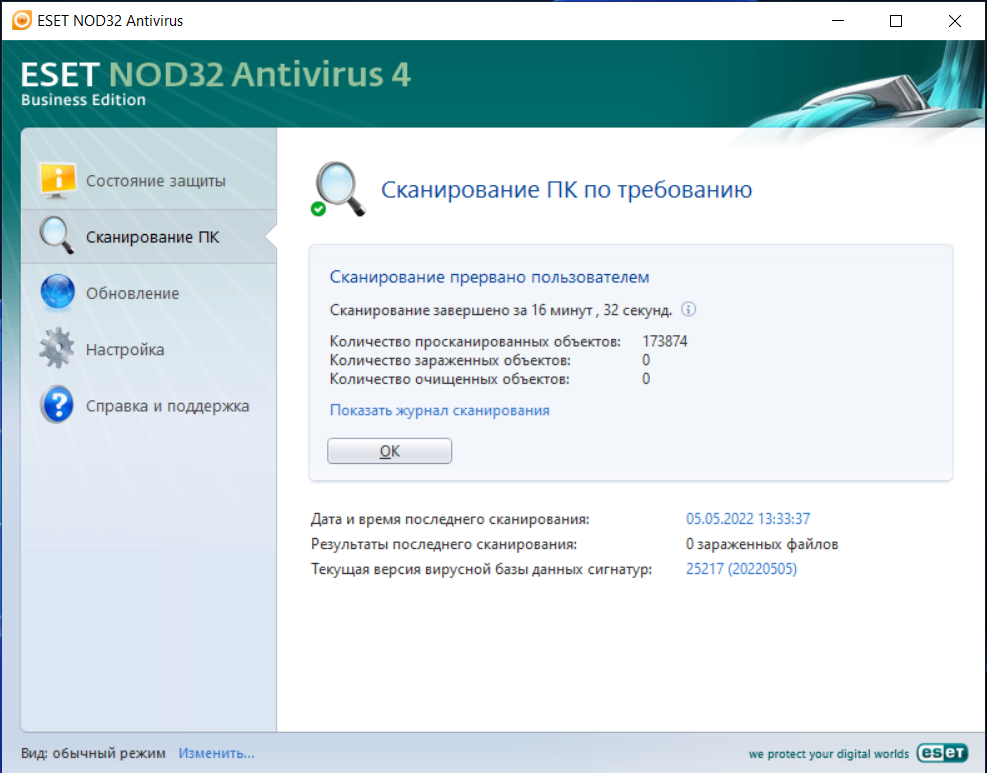 ESET NOD32 Antivirus
ESET NOD32 Antivirus 4
Business Edition
Состояние защиты
Сканирование ПК
Обновление
Настройка
Справка и поддержка
Сканирование ПК по требованию
Сканирование прервано пользователем
Сканирование завершено за 16 минут , 32 секунд.
Количество просканированных объектов: 173874
Количество зараженных объектов: 0
Количество очищенных объектов: 0
Показать журнал сканирования
OK
Дата и время последнего сканирования: 05.05.2022 13:33:37
Результаты последнего сканирования: 0 зараженных файлов
Текущая версия вирусной базы данных сигнатур: 25217 (20220505)
Вид: обычный режим Изменить...
we protect your digital worlds eset